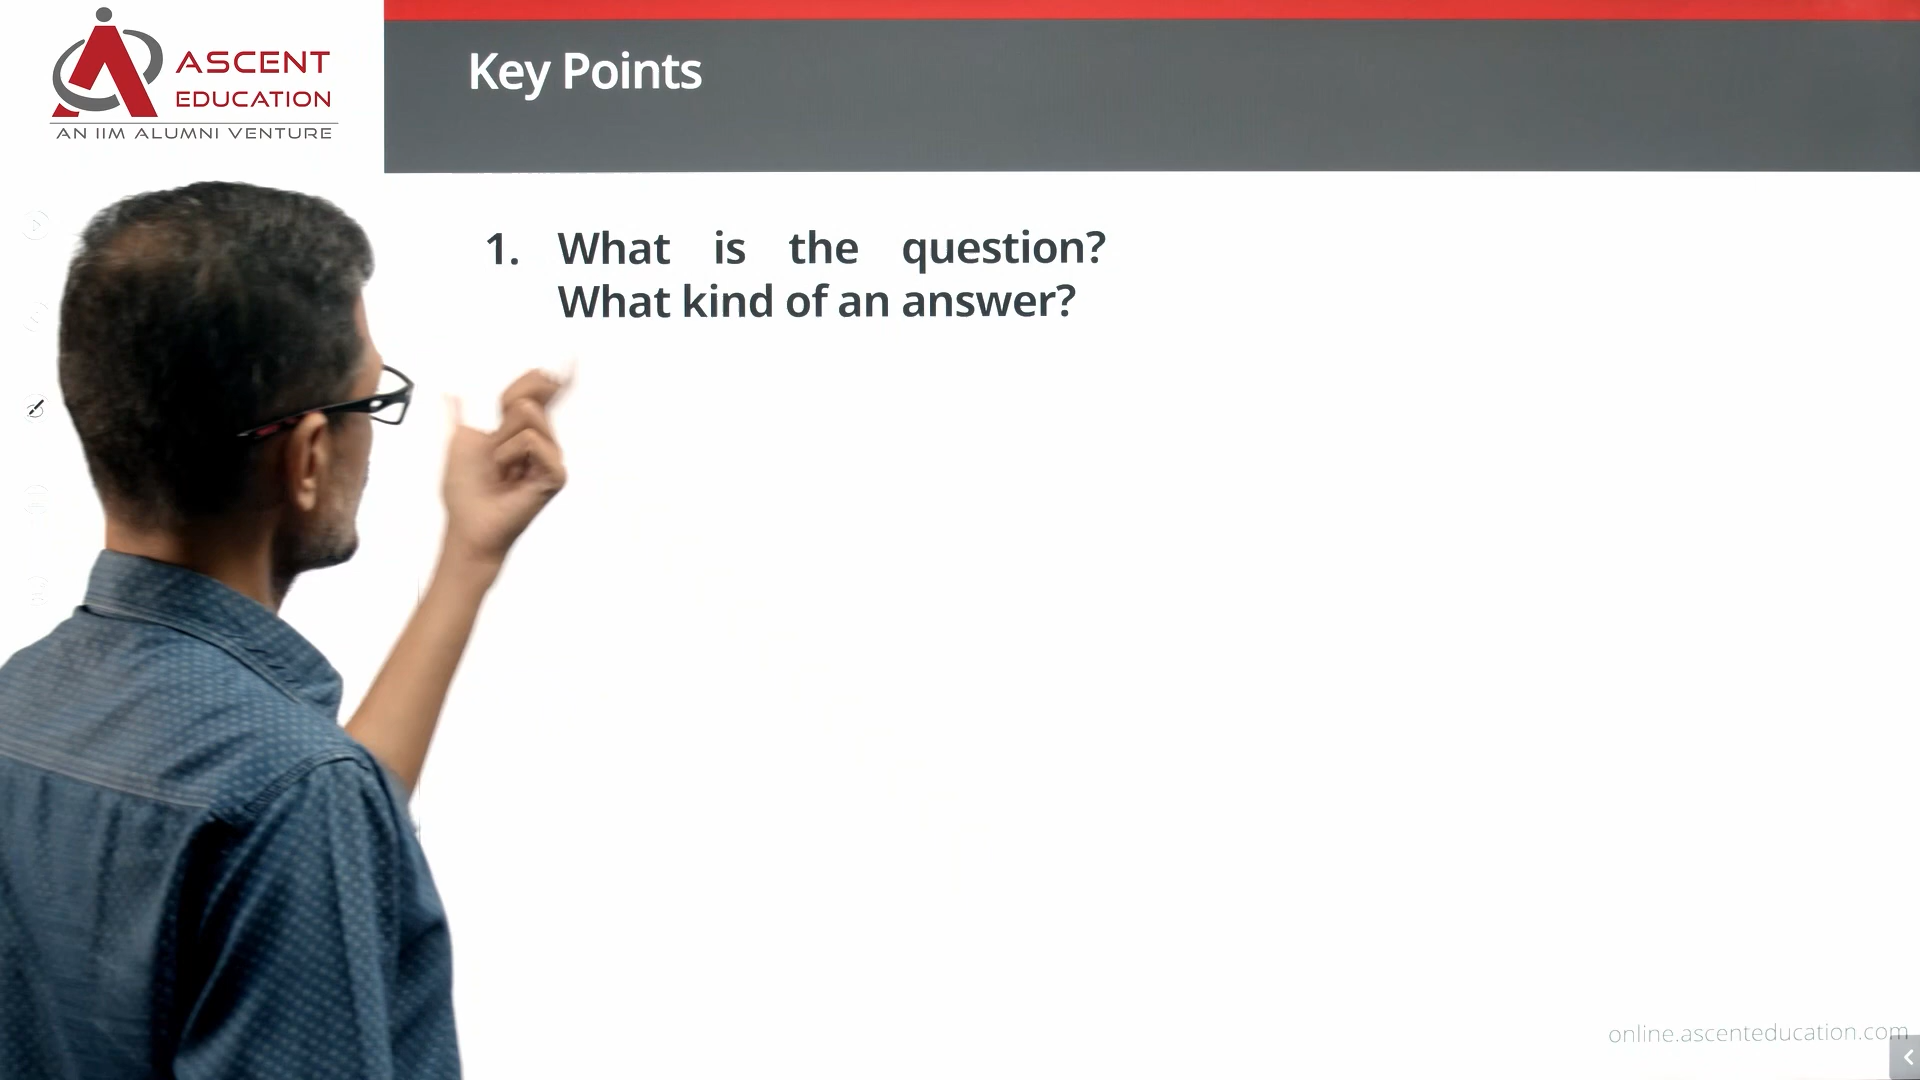 ASCENT
EDUCATION
AN IIM ALUMNI VENTURE
Key Points
1. What is the question?
What kind of an answer?
online.ascenteducation.com